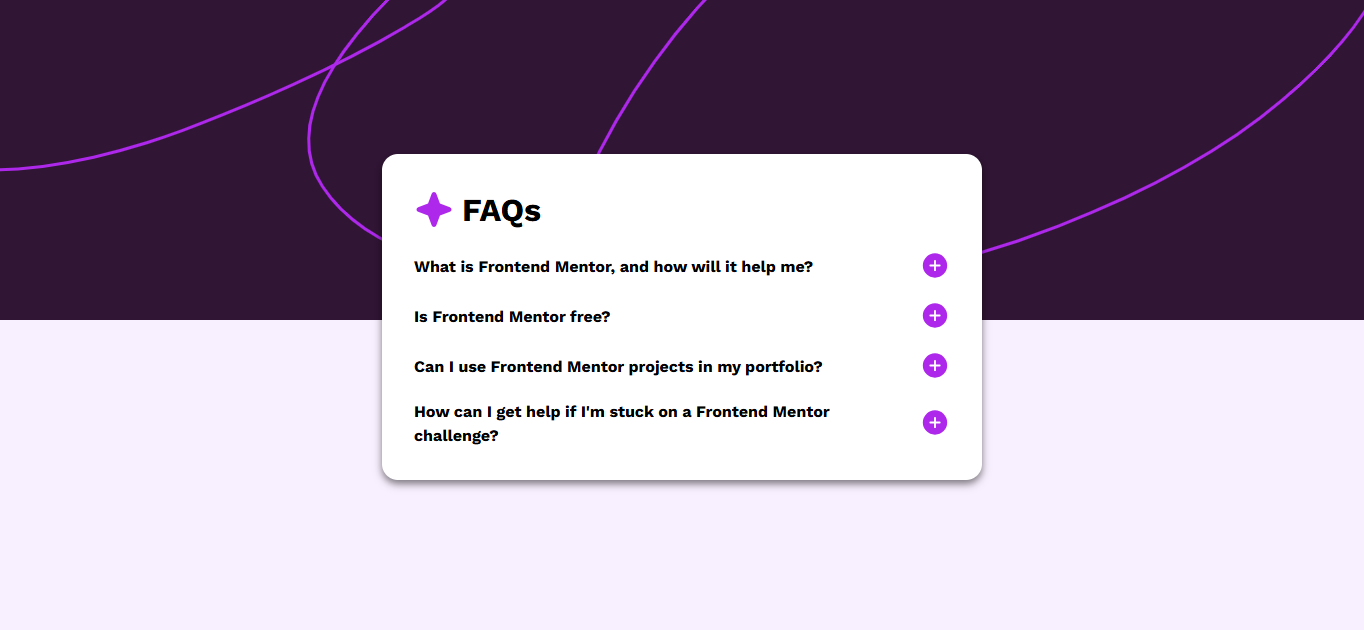 FAQs
What is Frontend Mentor, and how will it help me?
Is Frontend Mentor free?
Can I use Frontend Mentor projects in my portfolio?
How can I get help if I'm stuck on a Frontend Mentor
challenge?